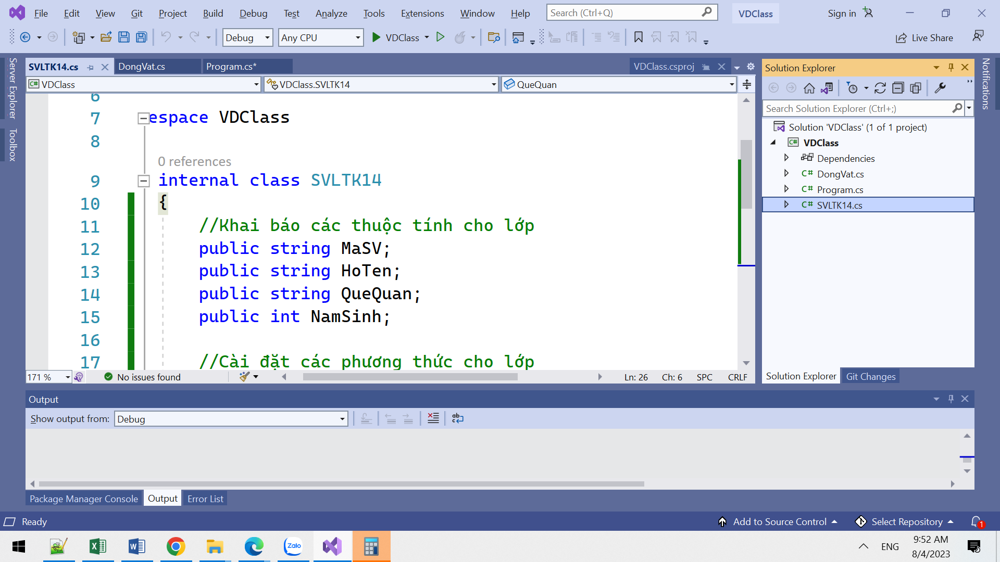 File Edit View Git Project Build Debug Test Analyze Tools Extensions Window Help Search (Ctrl+Q) VDClass Sign in
Debug Any CPU VDClass Live Share
Server Explorer
Toolbox
SVLTK14.cs DongVat.cs Program.cs* VDClass.csproj
VDClass VDClass.SVLTK14 QueQuan
6
7 espace VDClass
8
0 references
9 internal class SVLTK14
10 {
11 //Khai báo các thuộc tính cho lớp
12 public string MaSV;
13 public string HoTen;
14 public string QueQuan;
15 public int NamSinh;
16
17 //Cài đặt các phương thức cho lớp
171 % No issues found Ln: 26 Ch: 6 SPC CRLF
Solution Explorer
Search Solution Explorer (Ctrl+;)
Solution 'VDClass' (1 of 1 project)
C# VDClass
Dependencies
C# DongVat.cs
C# Program.cs
C# SVLTK14.cs
Solution Explorer Git Changes
Notifications
Output
Show output from: Debug
Package Manager Console Output Error List
Ready Add to Source Control Select Repository 1
Zalo
ENG
9:52 AM
8/4/2023